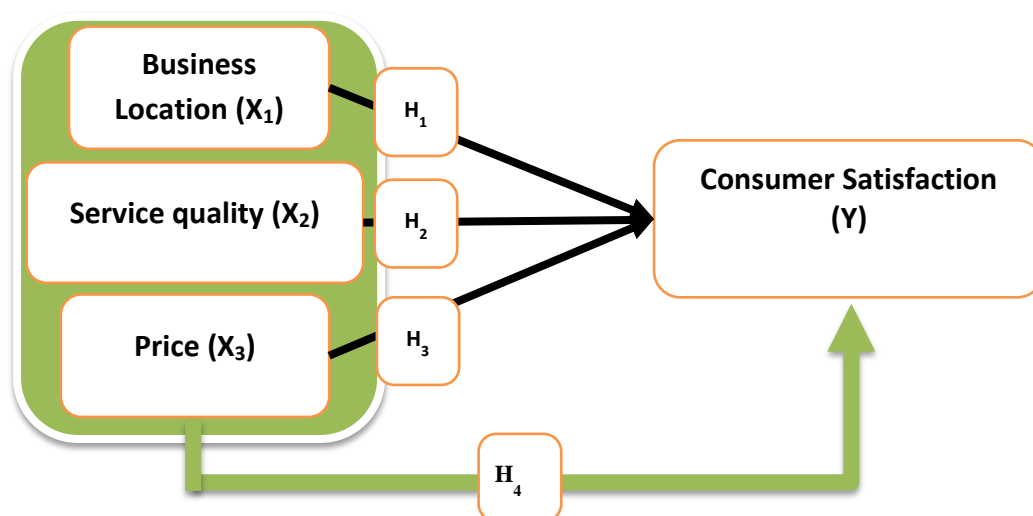 Business
Location (X₁)
H₁
Service quality (X₂)
H₂
Price (X₃)
H₃
Consumer Satisfaction
(Y)
H₄